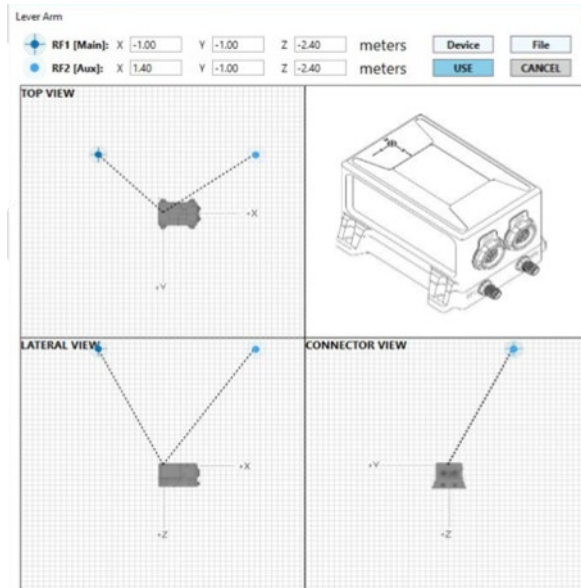 Lever Arm
RF1 [Main]: X -1.00 Y -1.00 Z -2.40 meters Device File
RF2 [Aux]: X 1.40 Y -1.00 Z -2.40 meters USE CANCEL
TOP VIEW
+X
+Y
LATERAL VIEW
+X
+Z
CONNECTOR VIEW
+Y
+Z